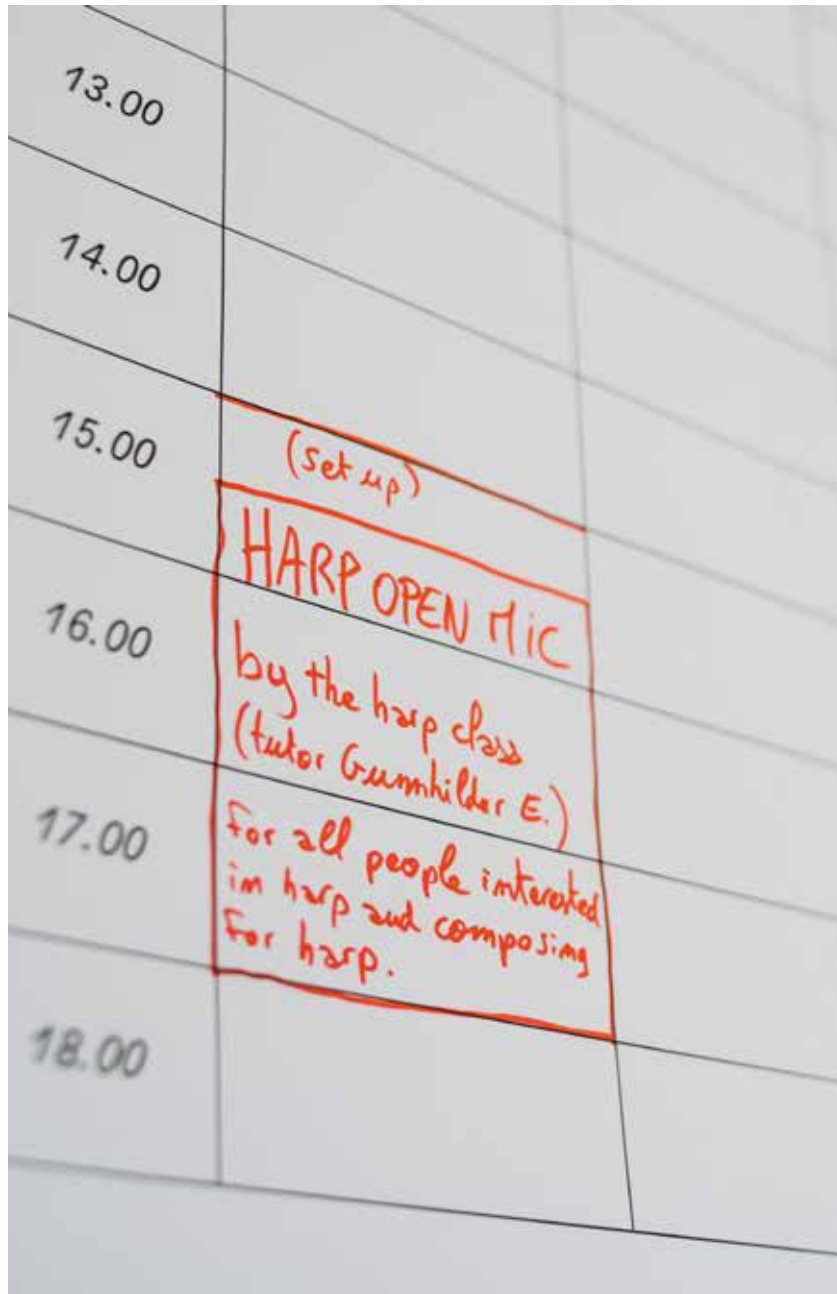 13.00
14.00
15.00
(set up)
HARP OPEN MiC
16.00
by the harp class
(tutor Gunnhilder E.)
17.00
for all people interested
in harp and composing
for harp.
18.00